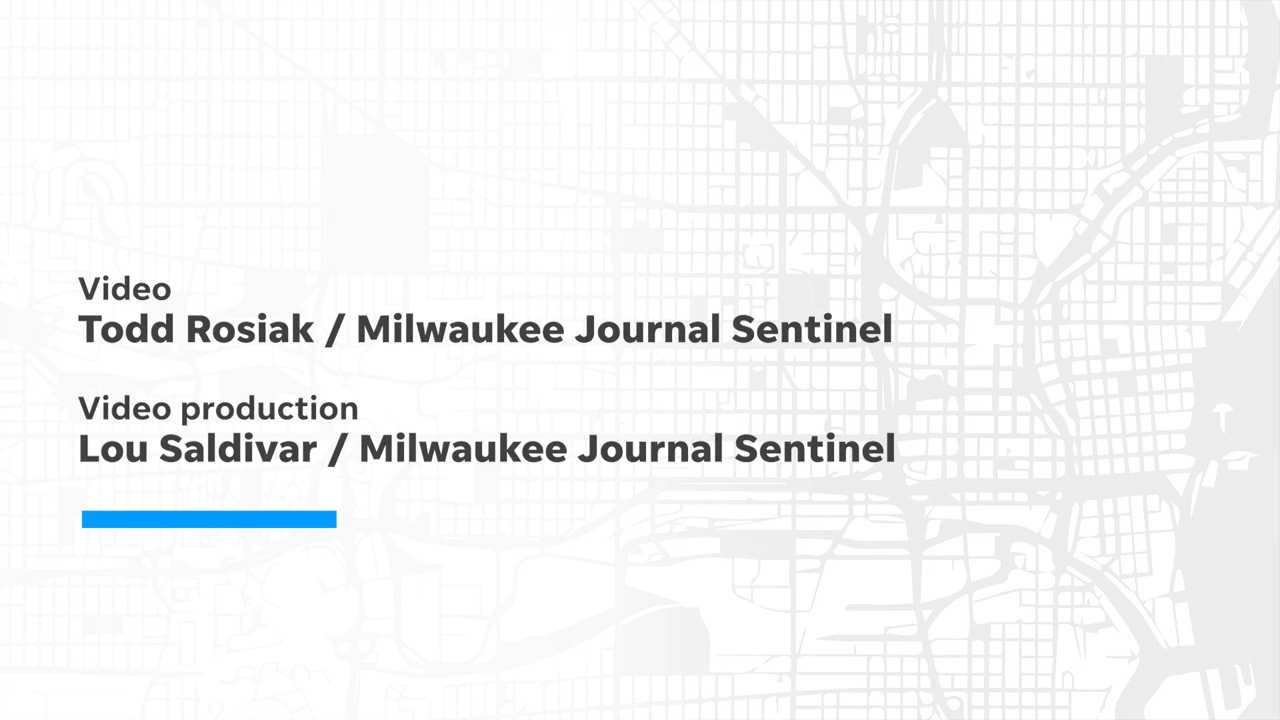 Video
Todd Rosiak / Milwaukee Journal Sentinel
Video production
Lou Saldivar / Milwaukee Journal Sentinel